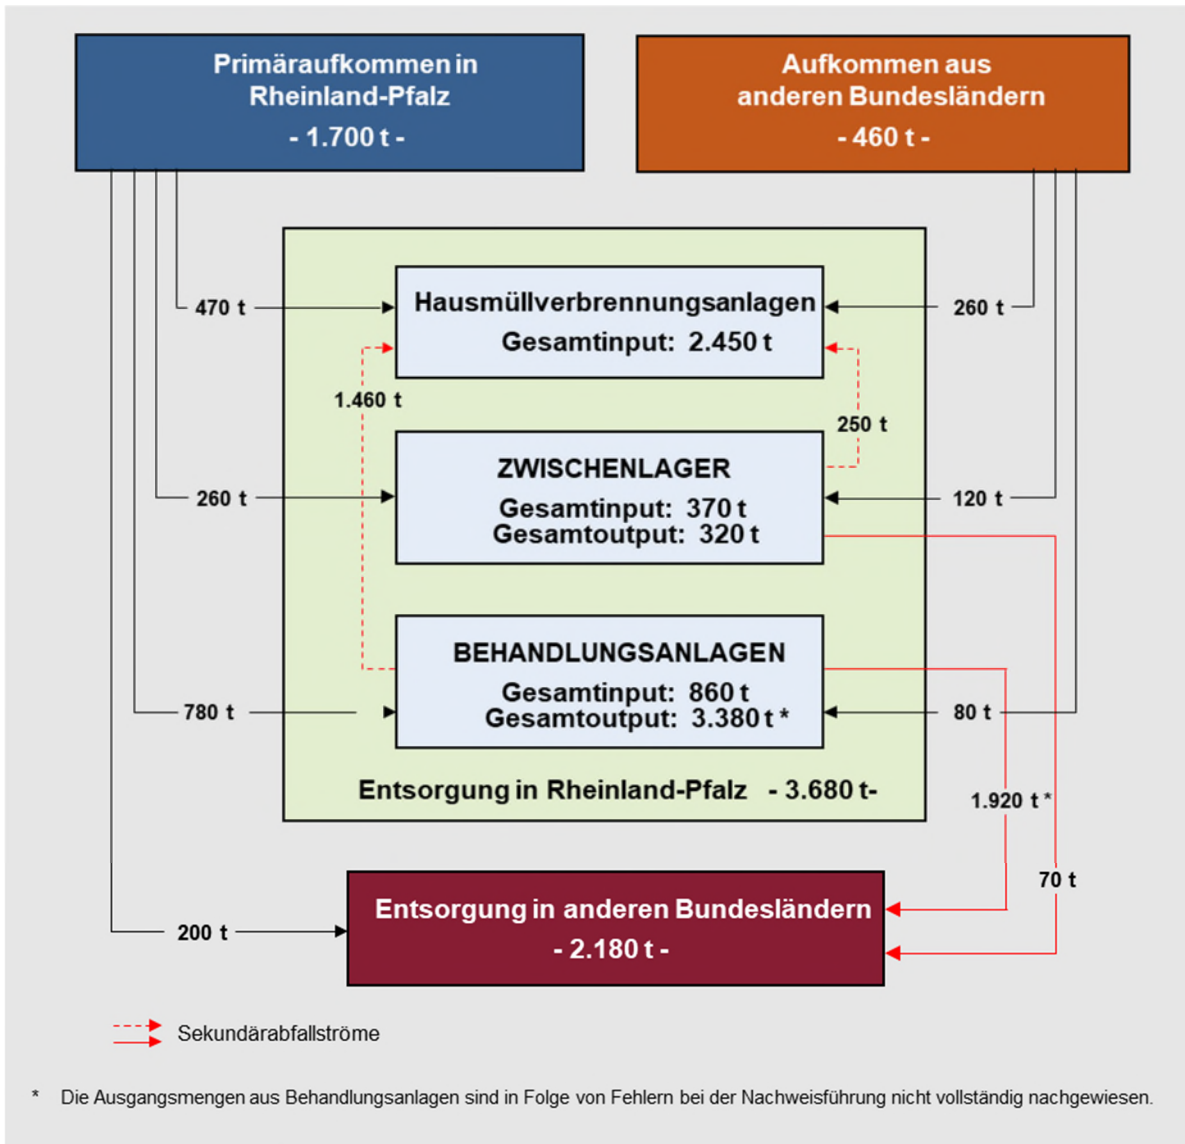 Primäraufkommen in
Rheinland-Pfalz
- 1.700 t -
Aufkommen aus
anderen Bundesländern
- 460 t -
Hausmüllverbrennungsanlagen
Gesamtinput: 2.450 t
470 t
260 t
1.460 t
250 t
ZWISCHENLAGER
Gesamtinput: 370 t
Gesamtoutput: 320 t
260 t
120 t
BEHANDLUNGSANLAGEN
Gesamtinput: 860 t
Gesamtoutput: 3.380 t *
780 t
80 t
Entsorgung in Rheinland-Pfalz - 3.680 t-
1.920 t *
70 t
Entsorgung in anderen Bundesländern
- 2.180 t -
200 t
Sekundärabfallströme
* Die Ausgangsmengen aus Behandlungsanlagen sind in Folge von Fehlern bei der Nachweisführung nicht vollständig nachgewiesen.